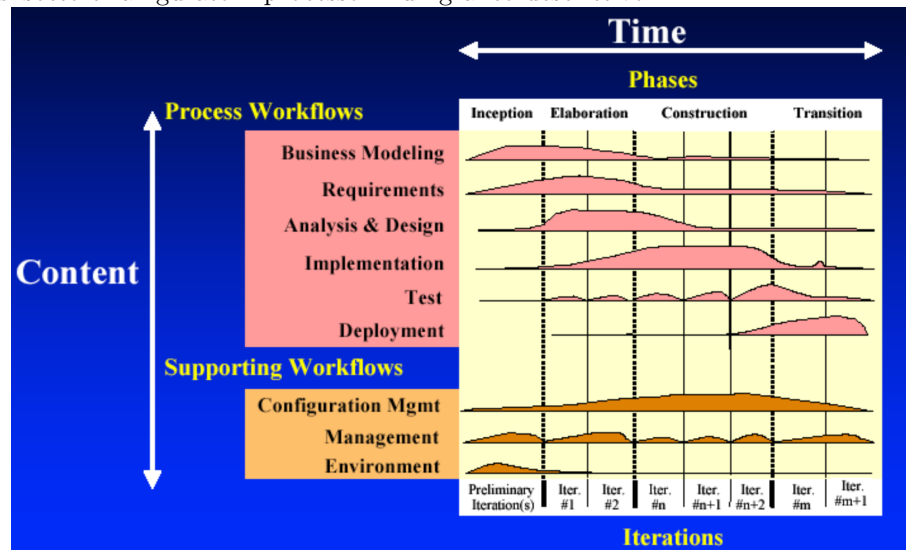 Time
Phases
Process Workflows
Inception Elaboration Construction Transition
Business Modeling
Requirements
Analysis & Design
Implementation
Content
Test
Deployment
Supporting Workflows
Configuration Mgmt
Management
Environment
Preliminary Iteration(s)
Iter. #1
Iter. #2
Iter. #n
Iter. #n+1
Iter. #n+2
Iter. #m
Iter. #m+1
Iterations